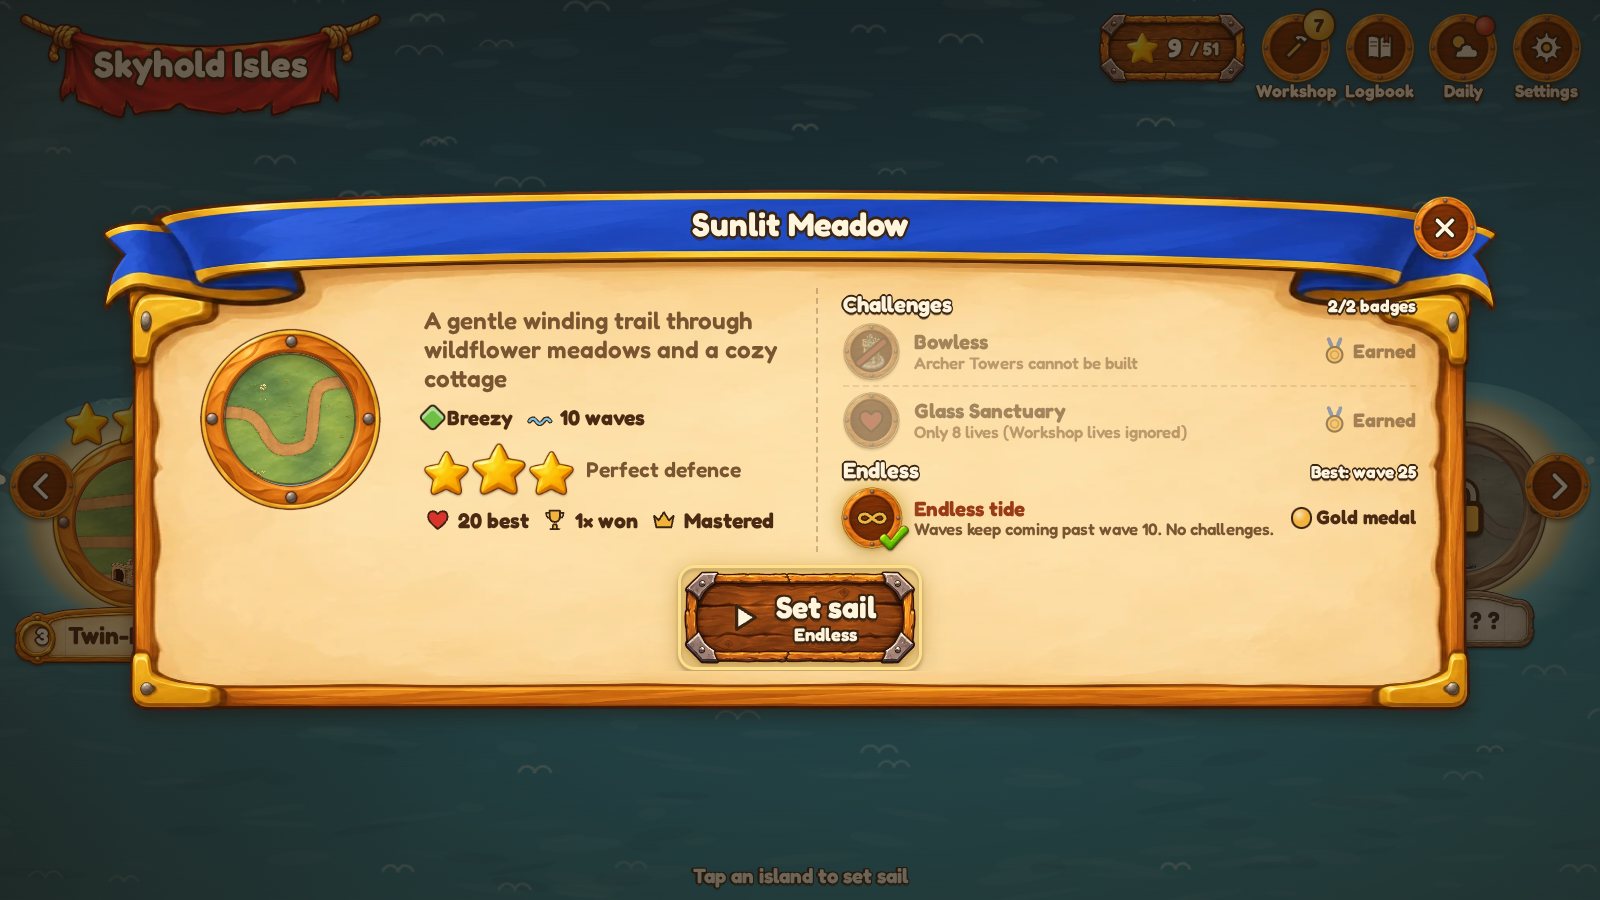 Skyhold Isles
9 / 51
7
Workshop
Logbook
Daily
Settings
Sunlit Meadow
A gentle winding trail through
wildflower meadows and a cozy
cottage
Breezy
10 waves
Perfect defence
20 best
1x won
Mastered
Challenges
2/2 badges
Bowless
Archer Towers cannot be built
Earned
Glass Sanctuary
Only 8 lives (Workshop lives ignored)
Earned
Endless
Best: wave 25
Endless tide
Waves keep coming past wave 10. No challenges.
Gold medal
Set sail
Endless
3
? ?
Tap an island to set sail